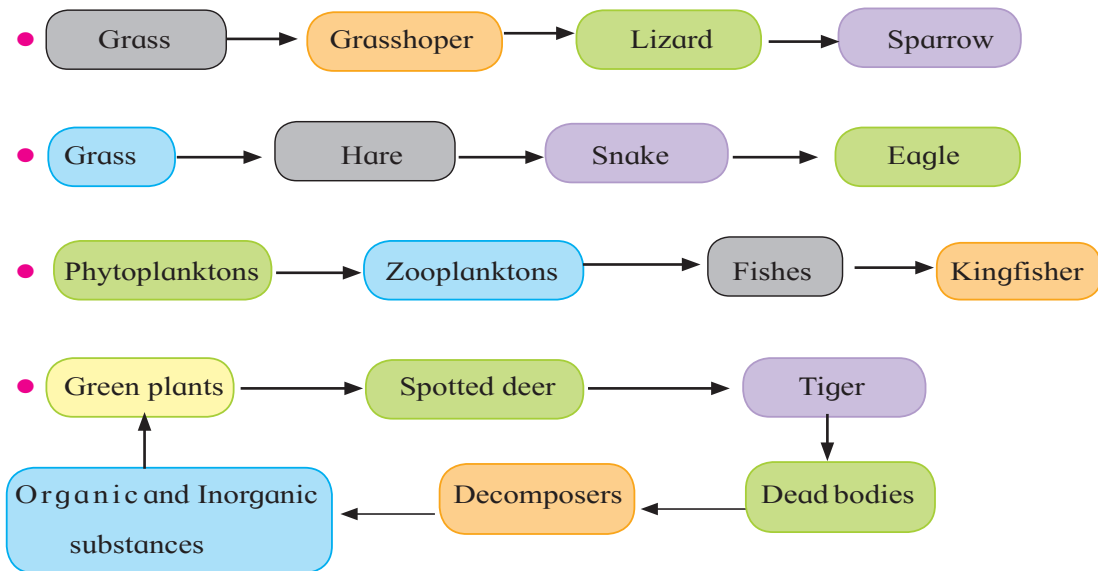 Grass Grasshoper Lizard Sparrow
Grass Hare Snake Eagle
Phytoplanktons Zooplanktons Fishes Kingfisher
Green plants Spotted deer Tiger
Organic and Inorganic
substances
Decomposers Dead bodies